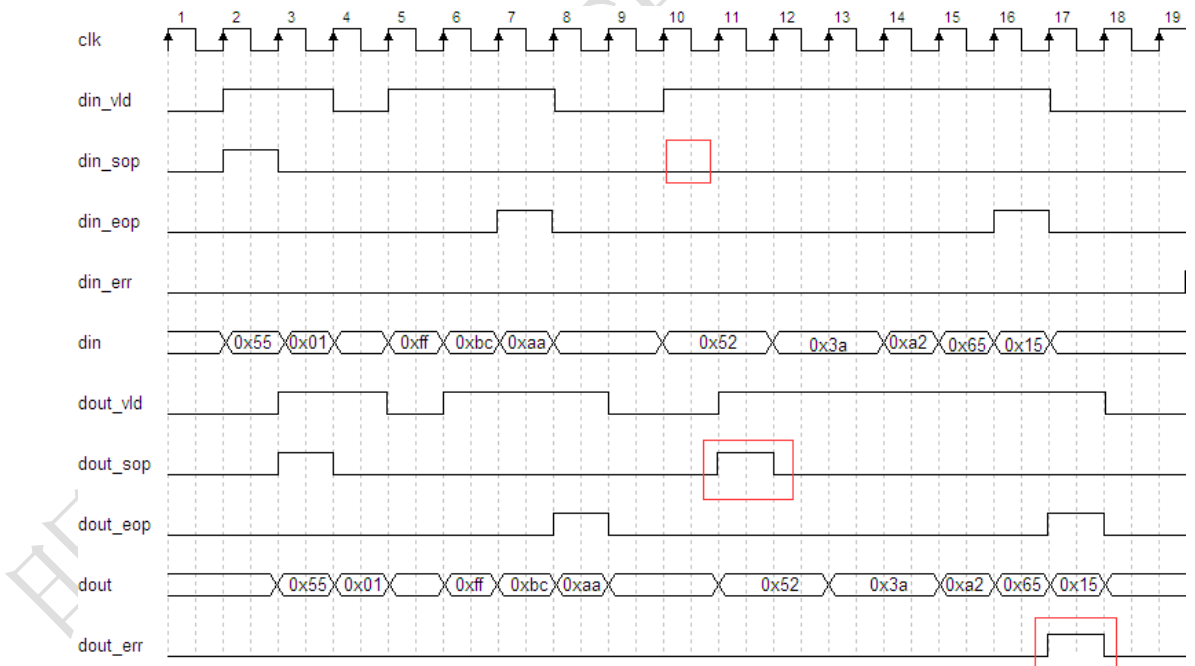 1 2 3 4 5 6 7 8 9 10 11 12 13 14 15 16 17 18 19
clk
din_vld
din_sop
din_eop
din_err
din 0x55 0x01 0xff 0xbc 0xaa 0x52 0x3a 0xa2 0x65 0x15
dout_vld
dout_sop
dout_eop
dout 0x55 0x01 0xff 0xbc 0xaa 0x52 0x3a 0xa2 0x65 0x15
dout_err